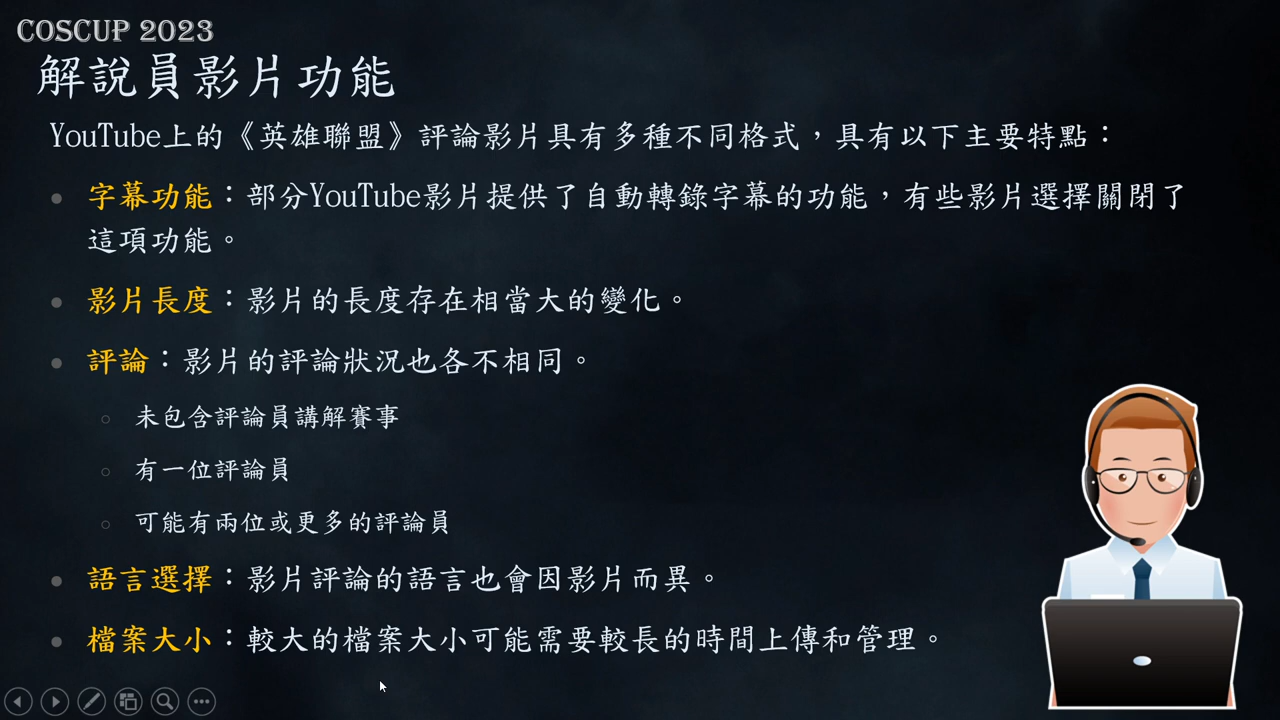 COSCUP 2023
解說員影片功能
YouTube上的《英雄聯盟》評論影片具有多種不同格式，具有以下主要特點：
字幕功能：部分YouTube影片提供了自動轉錄字幕的功能，有些影片選擇關閉了
這項功能。
影片長度：影片的長度存在相當大的變化。
評論：影片的評論狀況也各不相同。
未包含評論員講解賽事
有一位評論員
可能有兩位或更多的評論員
語言選擇：影片評論的語言也會因影片而異。
檔案大小：較大的檔案大小可能需要較長的時間上傳和管理。